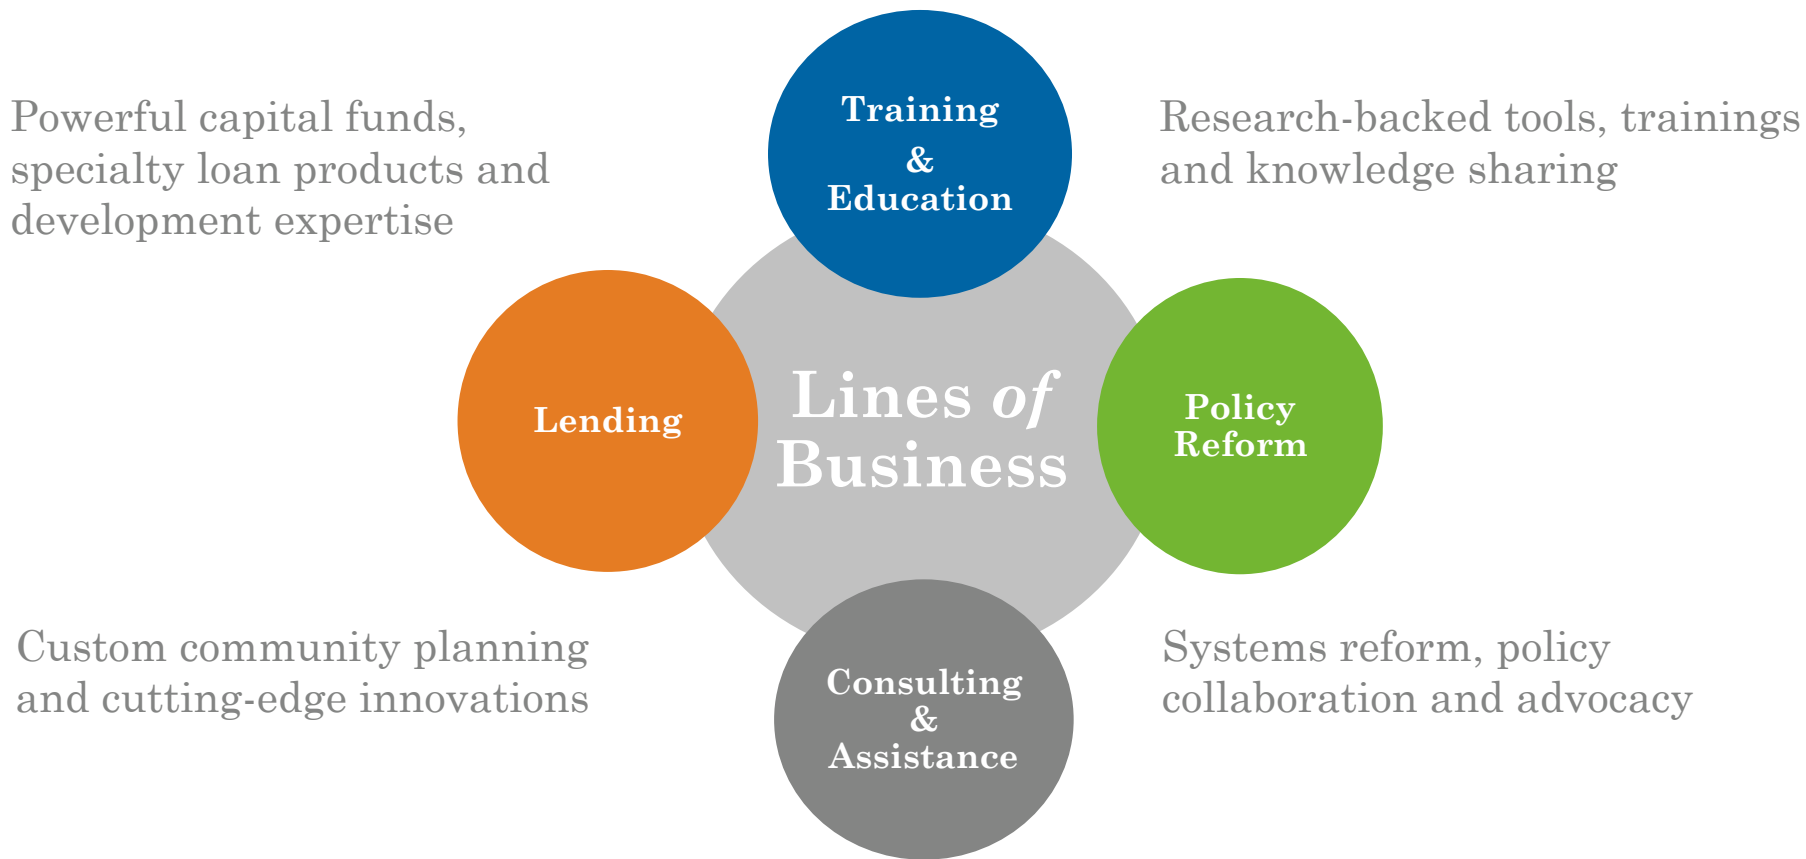 Training
&
Education
Powerful capital funds,
specialty loan products and
development expertise
Research-backed tools, trainings
and knowledge sharing
Lending
Lines of
Business
Policy
Reform
Custom community planning
and cutting-edge innovations
Consulting
&
Assistance
Systems reform, policy
collaboration and advocacy